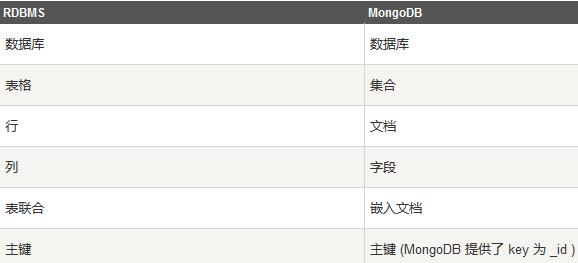 RDBMS MongoDB
数据库 数据库
表格 集合
行 文档
列 字段
表联合 嵌入文档
主键 主键 (MongoDB 提供了 key 为 _id )